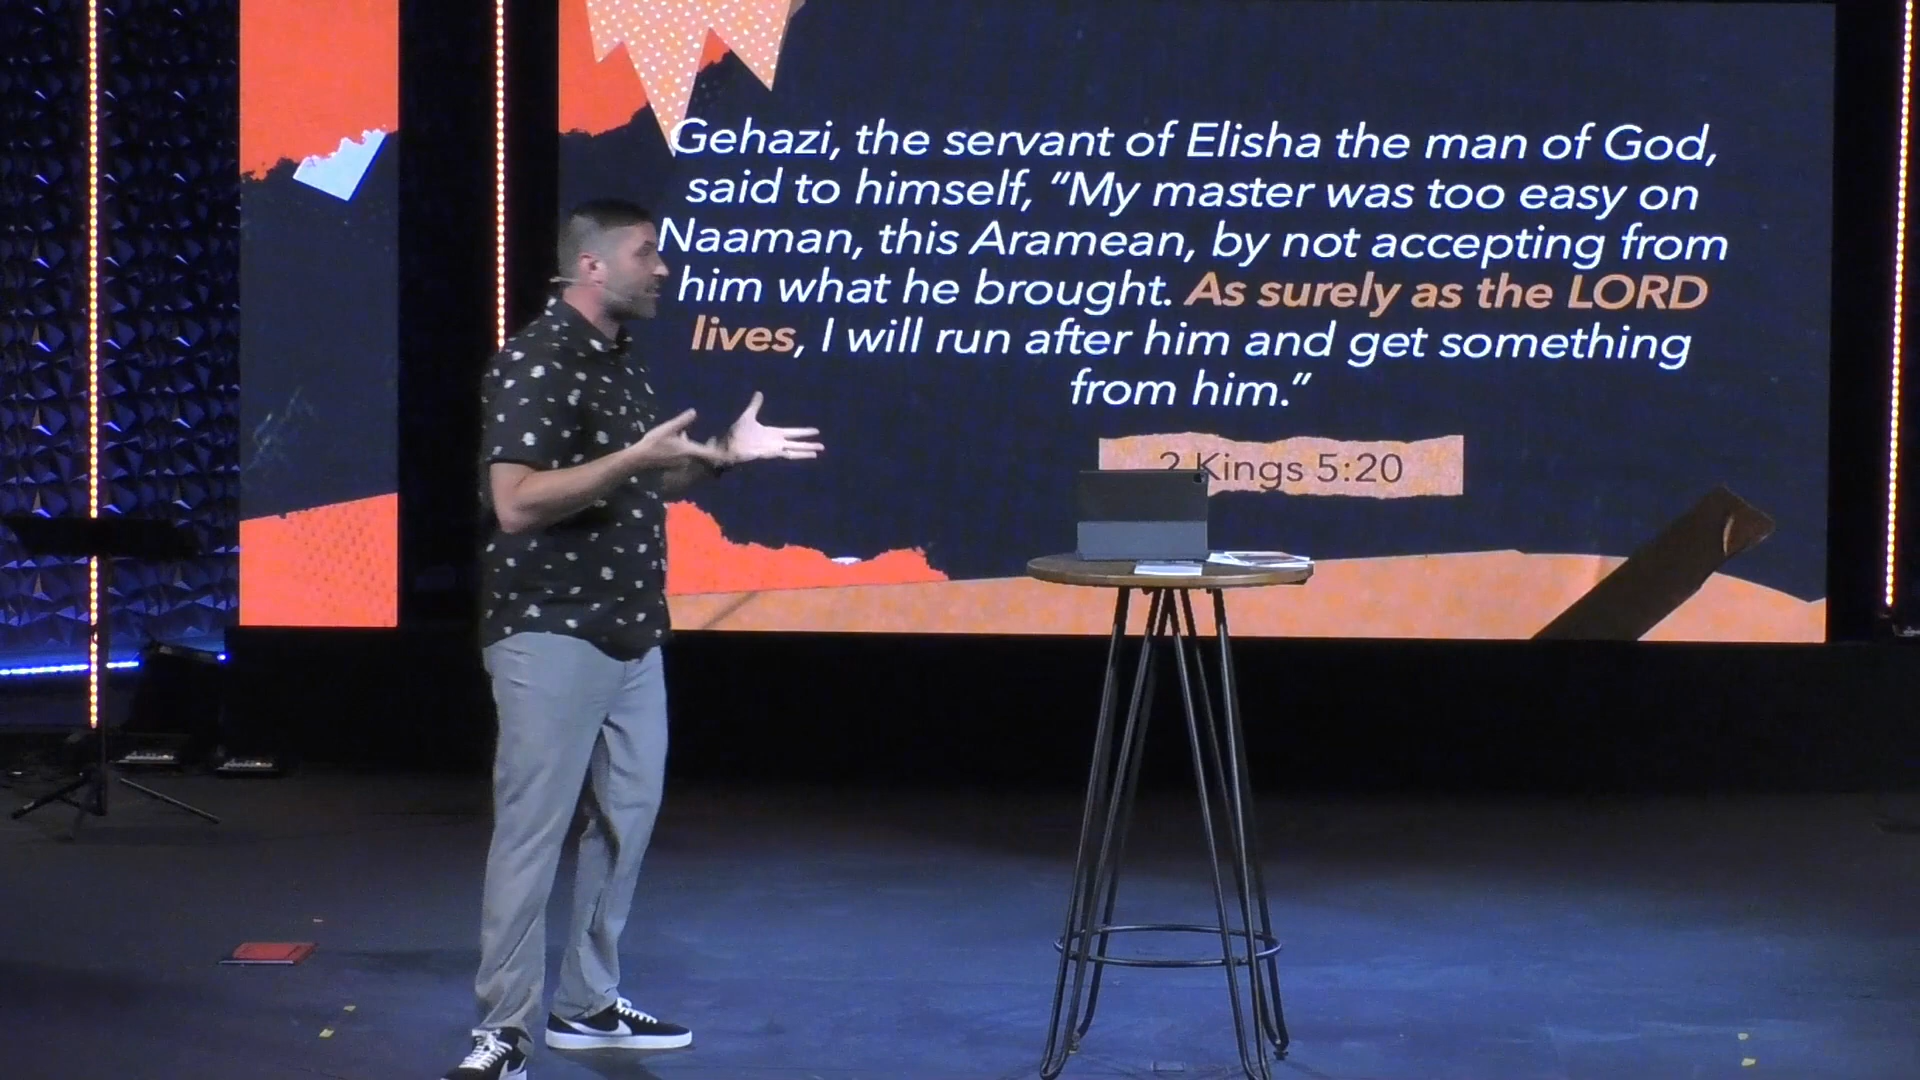 Gehazi, the servant of Elisha the man of God,
said to himself, “My master was too easy on
Naaman, this Aramean, by not accepting from
him what he brought. As surely as the LORD
lives, I will run after him and get something
from him.”
2 Kings 5:20